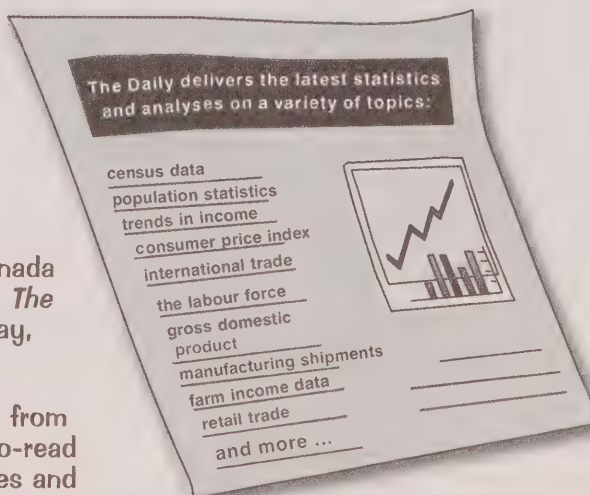 The Daily delivers the latest statistics
and analyses on a variety of topics:
census data
population statistics
trends in income
consumer price index
international trade
the labour force
gross domestic
product
manufacturing shipments
farm income data
retail trade
and more ...
nada
The
ay,
from
o-read
es and